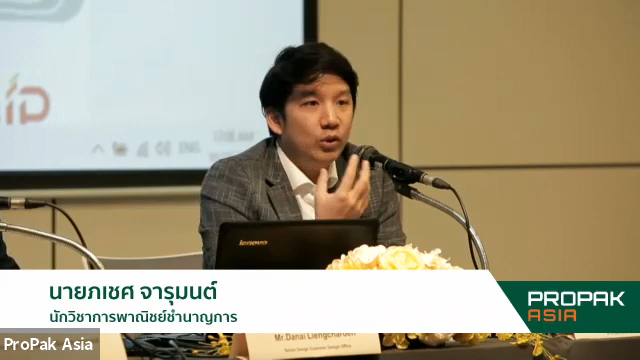 ENG
lenovo
นายภเชศ จารุมนต์
นักวิชาการพาณิชย์ชำนาญการ
PROPAK
ASIA
Mr.Danai Liengcharoen
ProPak Asia